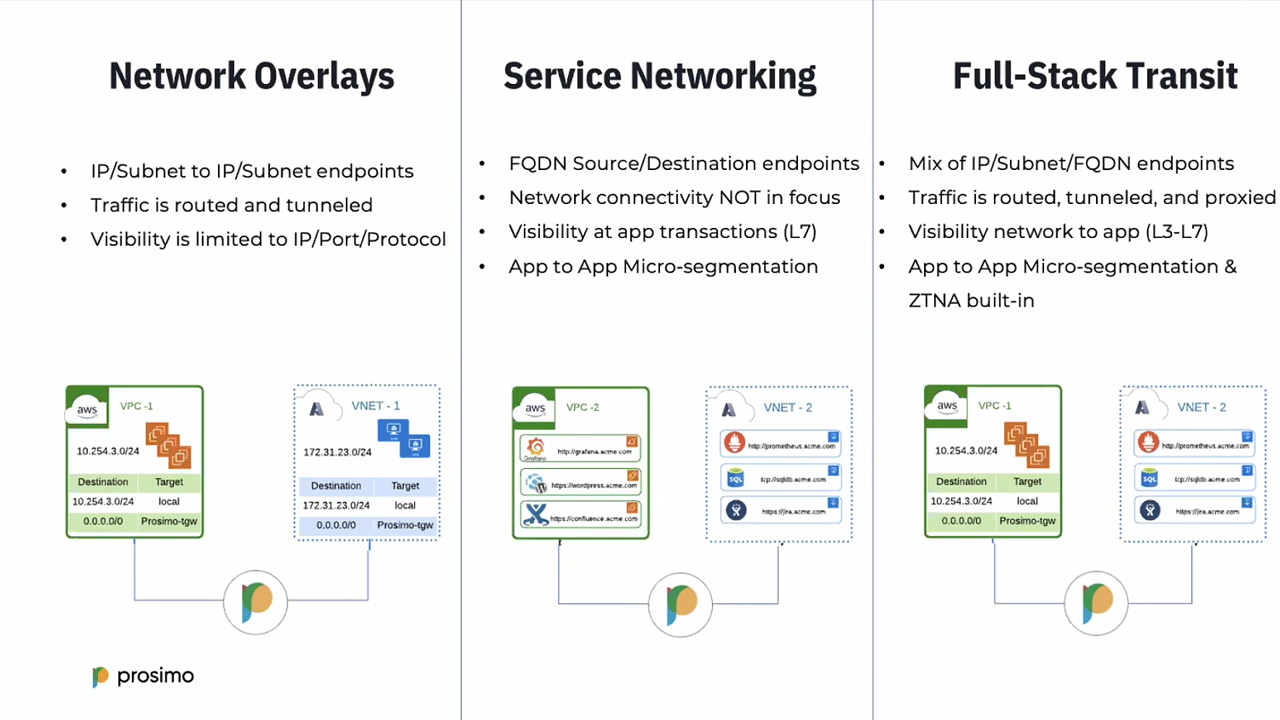 Network Overlays
• IP/Subnet to IP/Subnet endpoints
• Traffic is routed and tunneled
• Visibility is limited to IP/Port/Protocol
aws
VPC -1
10.254.3.0/24
Destination Target
10.254.3.0/24 local
0.0.0.0/0 Prosimo-tgw
VNET - 1
172.31.23.0/24
Destination Target
172.31.23.0/24 local
0.0.0.0/0 Prosimo-tgw
Service Networking
• FQDN Source/Destination endpoints
• Network connectivity NOT in focus
• Visibility at app transactions (L7)
• App to App Micro-segmentation
aws
VPC -2
Grafana
http://grafana.acme.com
https://wordpress.acme.com
https://confluence.acme.com
VNET - 2
http://prometheus.acme.com
SQL
tcp://sqldb.acme.com
https://jira.acme.com
Full-Stack Transit
• Mix of IP/Subnet/FQDN endpoints
• Traffic is routed, tunneled, and proxied
• Visibility network to app (L3-L7)
• App to App Micro-segmentation &
ZTNA built-in
aws
VPC -1
10.254.3.0/24
Destination Target
10.254.3.0/24 local
0.0.0.0/0 Prosimo-tgw
VNET - 2
http://prometheus.acme.com
SQL
tcp://sqldb.acme.com
https://jira.acme.com
prosimo